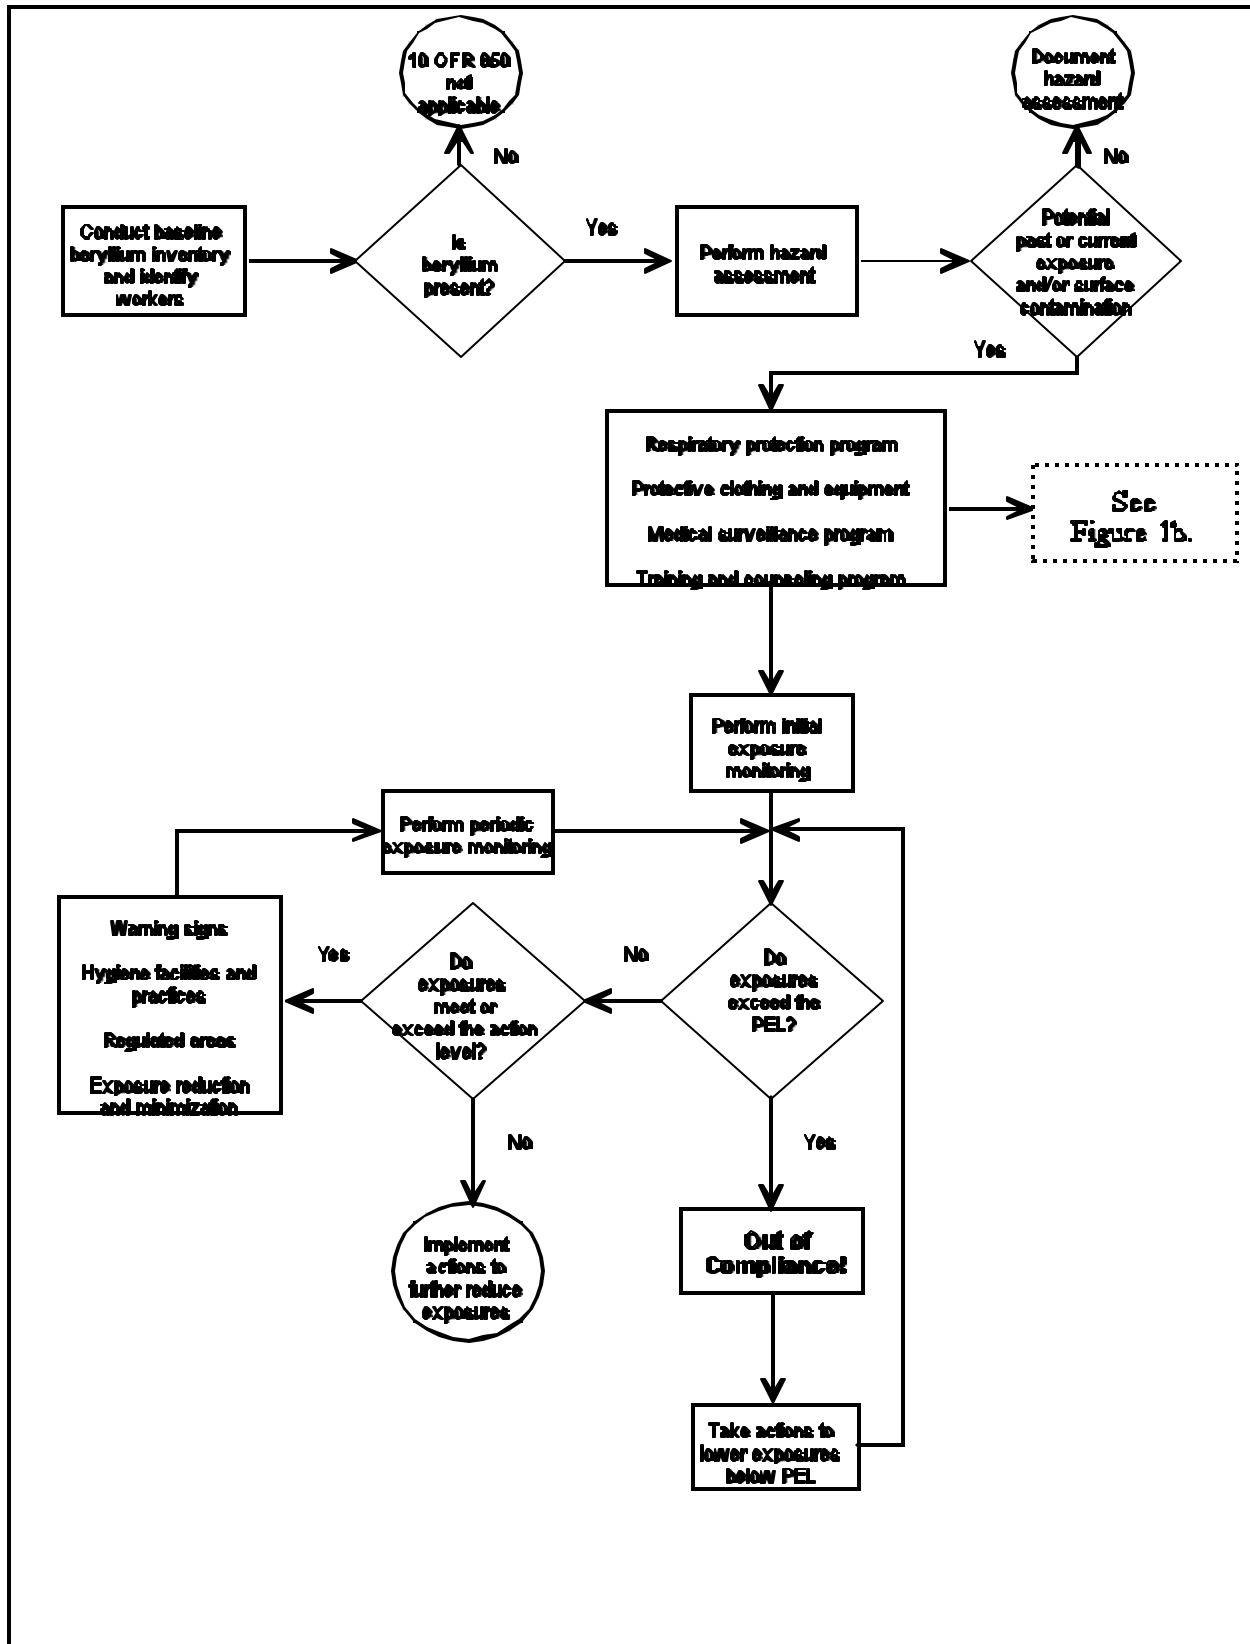 10 CFR 850
not
applicable
Document
hazard
assessment
No
No
Conduct baseline
beryllium inventory
and identify
workers
Is
beryllium
present?
Yes
Perform hazard
assessment
Potential
past or current
exposure
and/or surface
contamination
Yes
Respiratory protection program
Protective clothing and equipment
Medical surveillance program
Training and counseling program
See
Figure 1b.
Perform initial
exposure
monitoring
Perform periodic
exposure monitoring
Warning signs
Hygiene facilities and
practices
Regulated areas
Exposure reduction
and minimization
Yes
Do
exposures
meet or
exceed the action
level?
No
Do
exposures
exceed the
PEL?
No
Yes
Implement
actions to
further reduce
exposures
Out of
Compliance!
Take actions to
lower exposures
below PEL